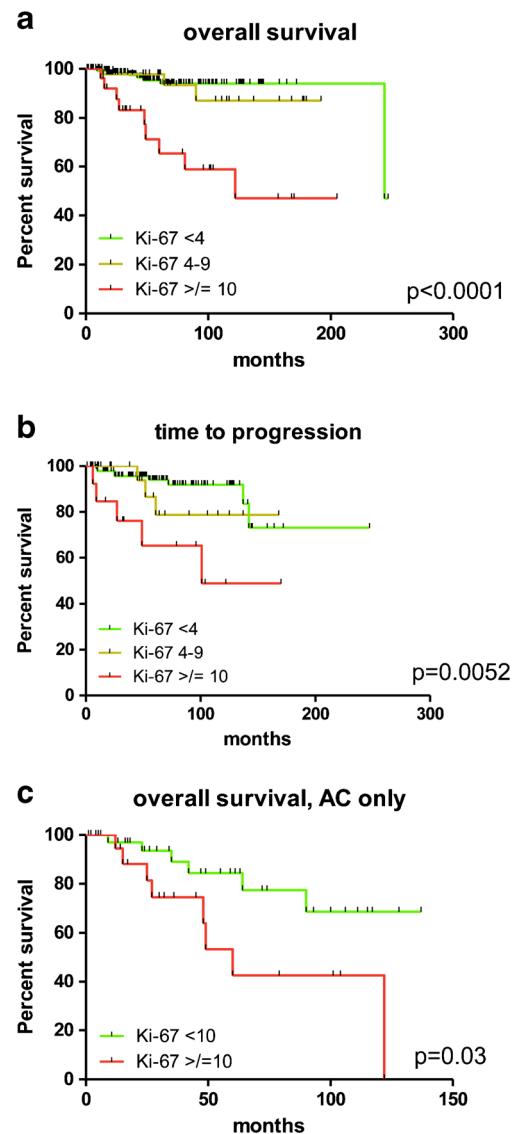 a
overall survival
100
80
60
40
20
0
Percent survival
Ki-67 <4
Ki-67 4-9
Ki-67 >/= 10
p<0.0001
0 100 200 300
months
b
time to progression
100
80
60
40
20
0
Percent survival
Ki-67 <4
Ki-67 4-9
Ki-67 >/= 10
p=0.0052
0 100 200 300
months
c
overall survival, AC only
100
80
60
40
20
0
Percent survival
Ki-67 <10
Ki-67 >/=10
p=0.03
0 50 100 150
months